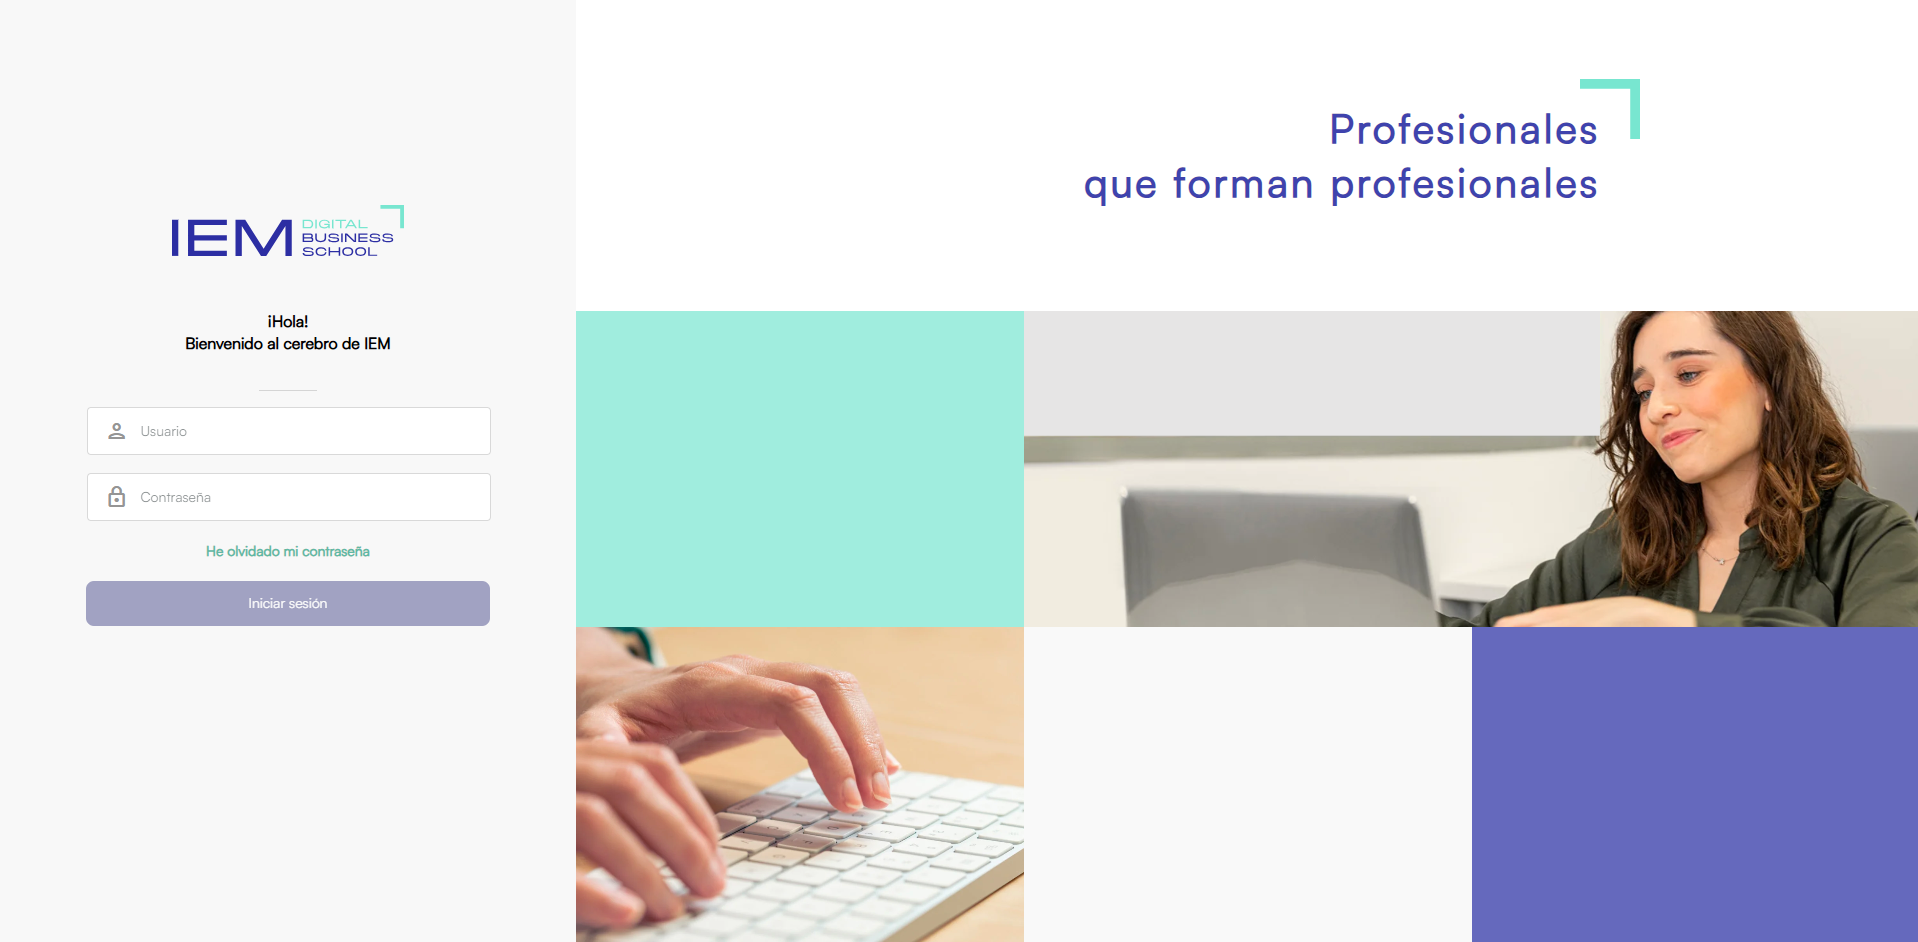 IEM DIGITAL
BUSINESS
SCHOOL
¡Hola!
Bienvenido al cerebro de IEM
Usuario
Contraseña
He olvidado mi contraseña
Iniciar sesión
Profesionales
que forman profesionales